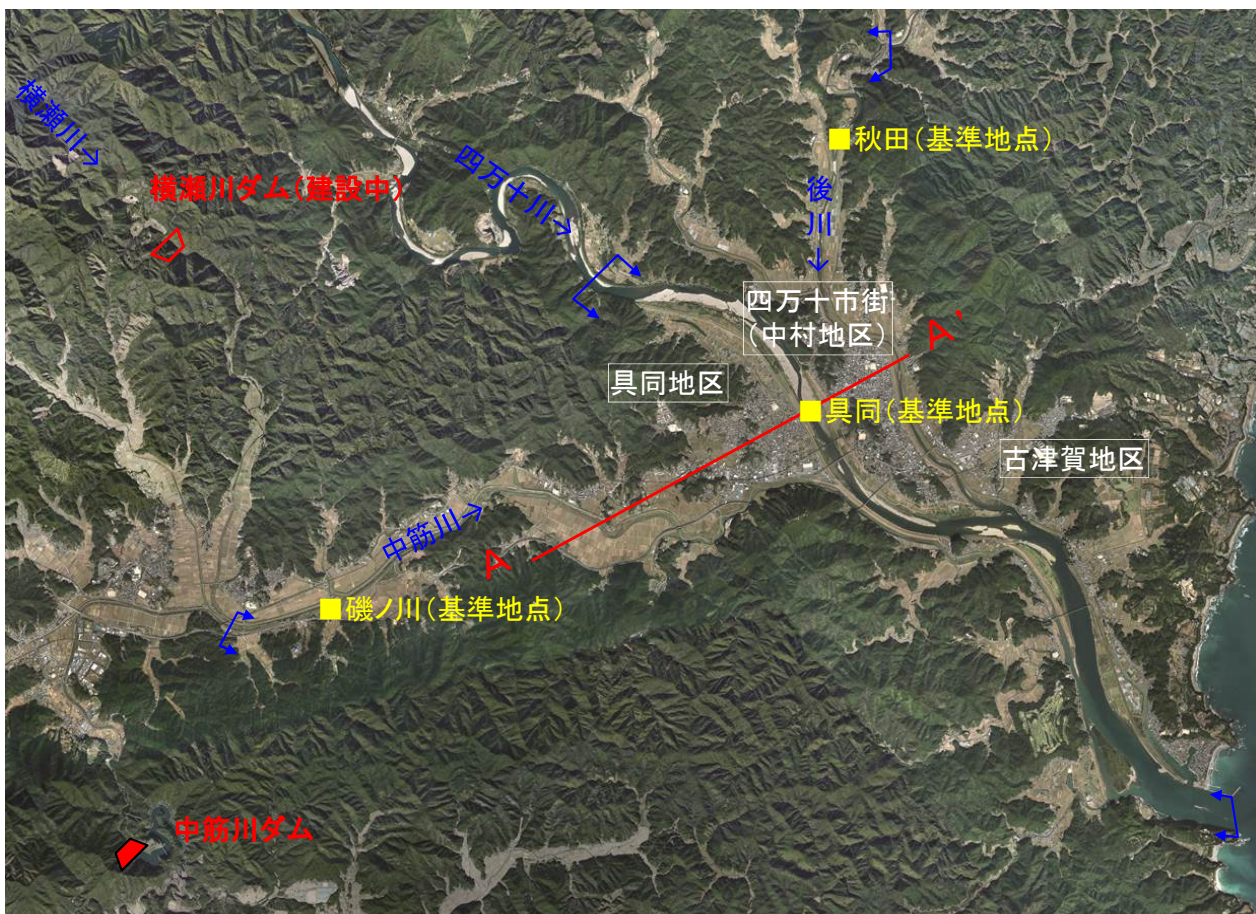 横瀬川→
横瀬川ダム(建設中)
四万十川→
■秋田(基準地点)
後川→
四万十市街
(中村地区)
A'
具同地区
■具同(基準地点)
古津賀地区
中筋川→
A
■磯ノ川(基準地点)
中筋川ダム